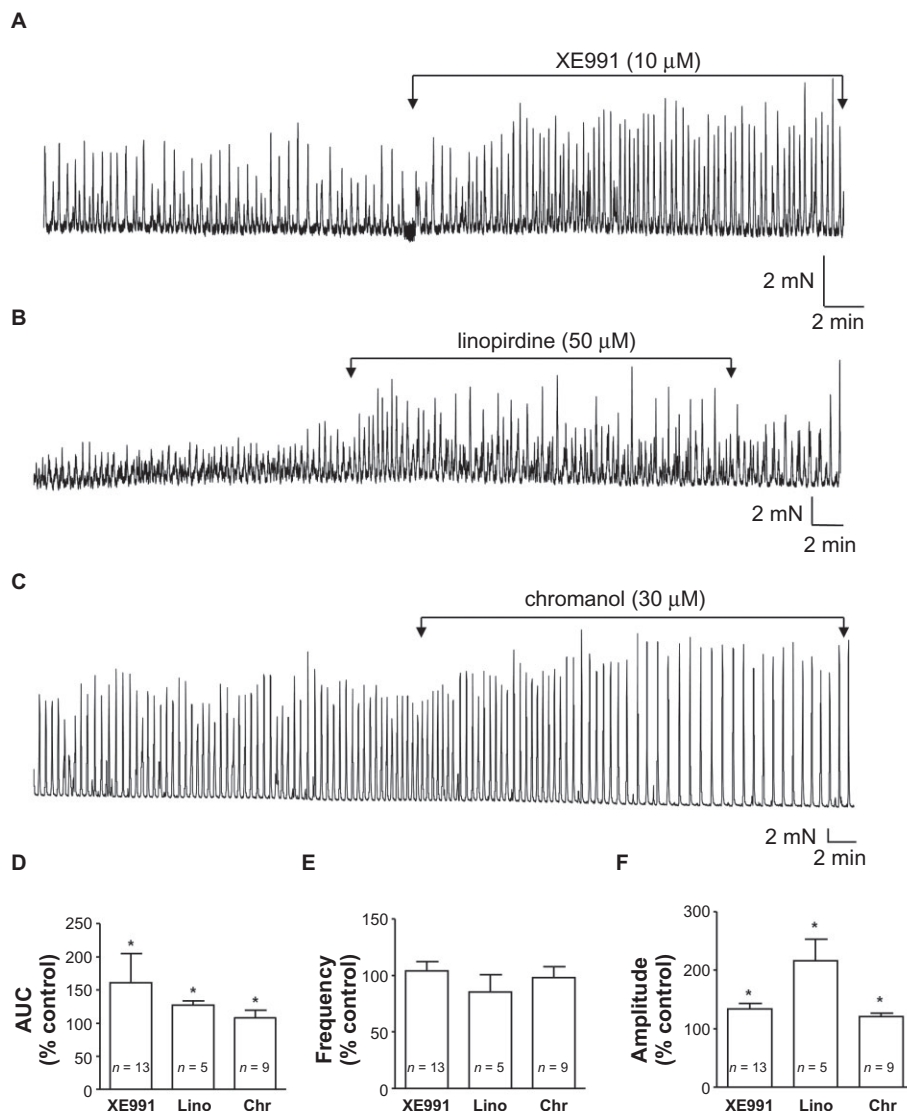 A
XE991 (10 μM)
2 mN
2 min
B
linopirdine (50 μM)
2 mN
2 min
C
chromanol (30 μM)
2 mN
2 min
D
E
F
AUC
(% control)
250
200
150
100
50
0
*
*
*
n = 13
n = 5
n = 9
XE991
Lino
Chr
Frequency
(% control)
150
100
50
0
n = 13
n = 5
n = 9
XE991
Lino
Chr
Amplitude
(% control)
300
200
100
0
*
*
*
n = 13
n = 5
n = 9
XE991
Lino
Chr